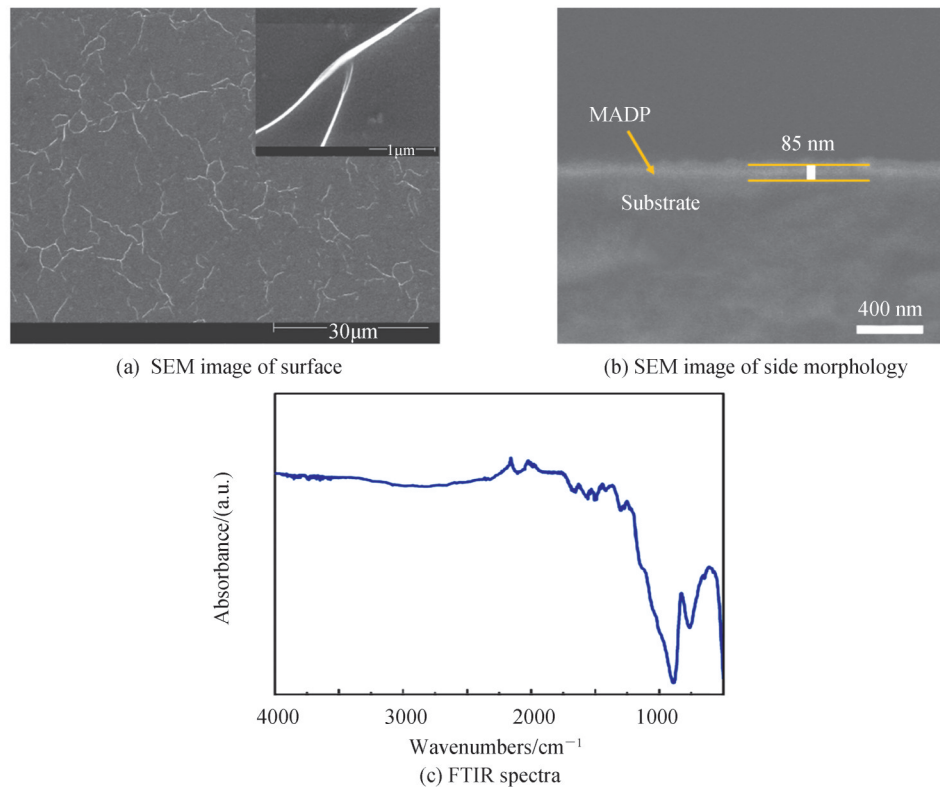 1μm
30μm
(a) SEM image of surface
MADP
85 nm
Substrate
400 nm
(b) SEM image of side morphology
Absorbance/(a.u.)
4000 3000 2000 1000
Wavenumbers/cm⁻¹
(c) FTIR spectra